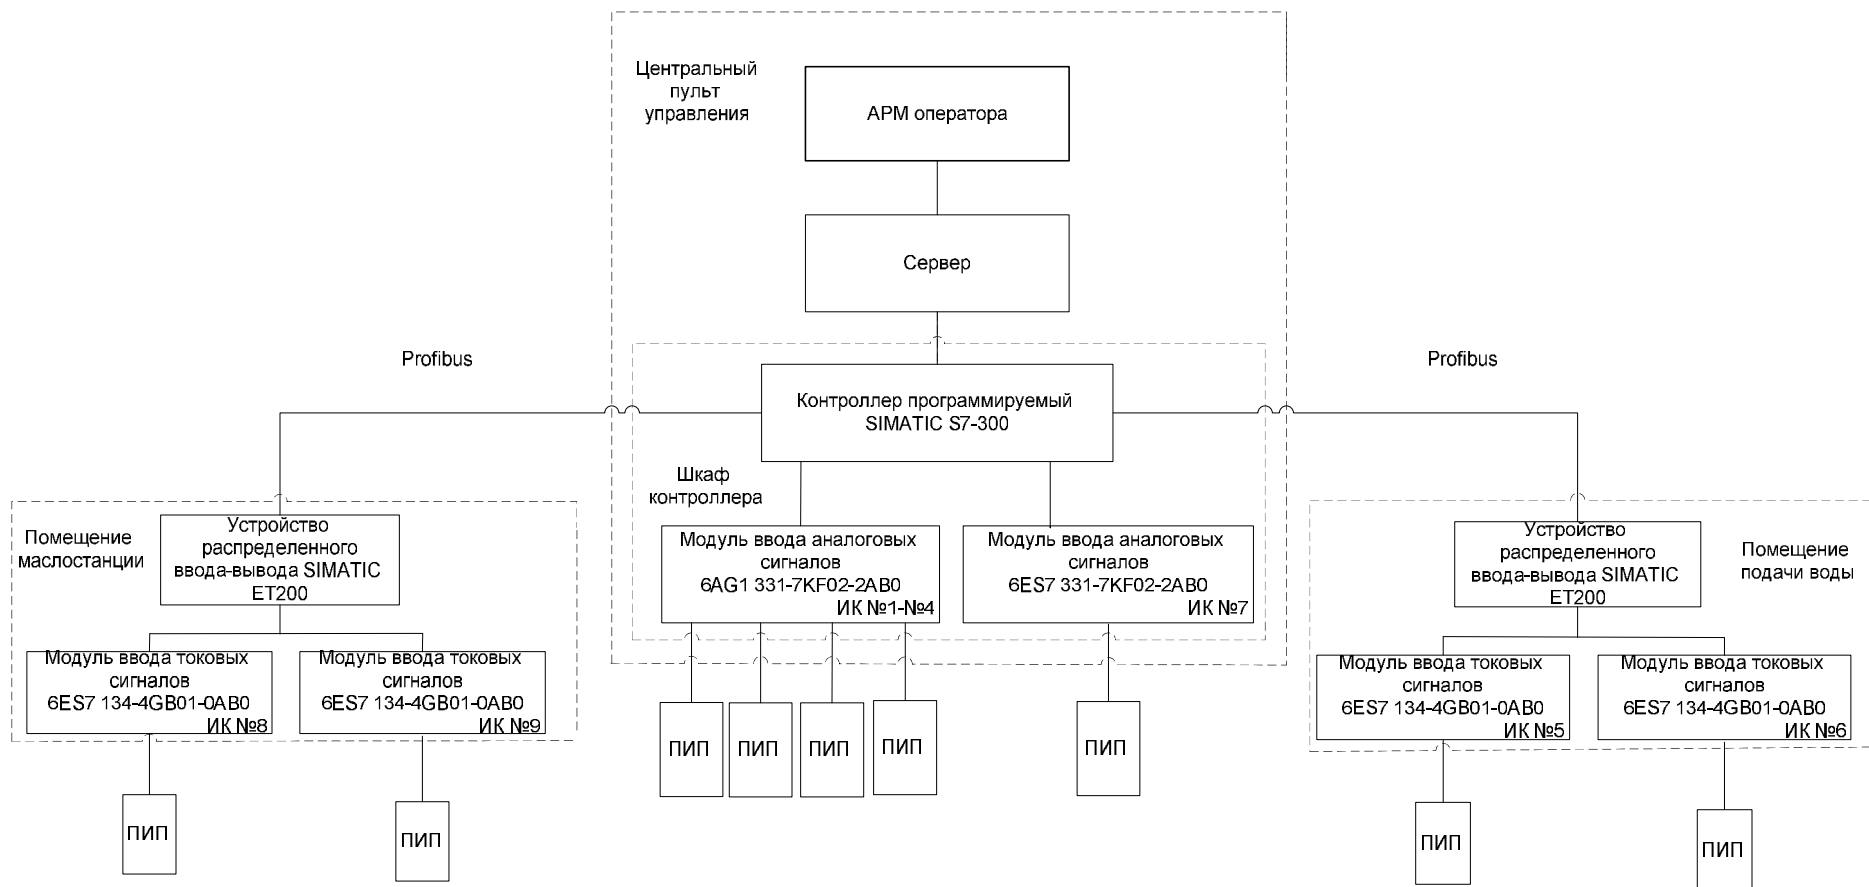 Центральный
пульт
управления
АРМ оператора
Сервер
Profibus
Profibus
Контроллер программируемый
SIMATIC S7-300
Шкаф
контроллера
Помещение
маслостанции
Устройство
распределенного
ввода-вывода SIMATIC
ET200
Модуль ввода аналоговых
сигналов
6AG1 331-7KF02-2AB0
ИК №1-№4
Модуль ввода аналоговых
сигналов
6ES7 331-7KF02-2AB0
ИК №7
Устройство
распределенного
ввода-вывода SIMATIC
ET200
Помещение
подачи воды
Модуль ввода токовых
сигналов
6ES7 134-4GB01-0AB0
ИК №8
Модуль ввода токовых
сигналов
6ES7 134-4GB01-0AB0
ИК №9
Модуль ввода токовых
сигналов
6ES7 134-4GB01-0AB0
ИК №5
Модуль ввода токовых
сигналов
6ES7 134-4GB01-0AB0
ИК №6
ПИП
ПИП
ПИП
ПИП
ПИП
ПИП
ПИП
ПИП
ПИП